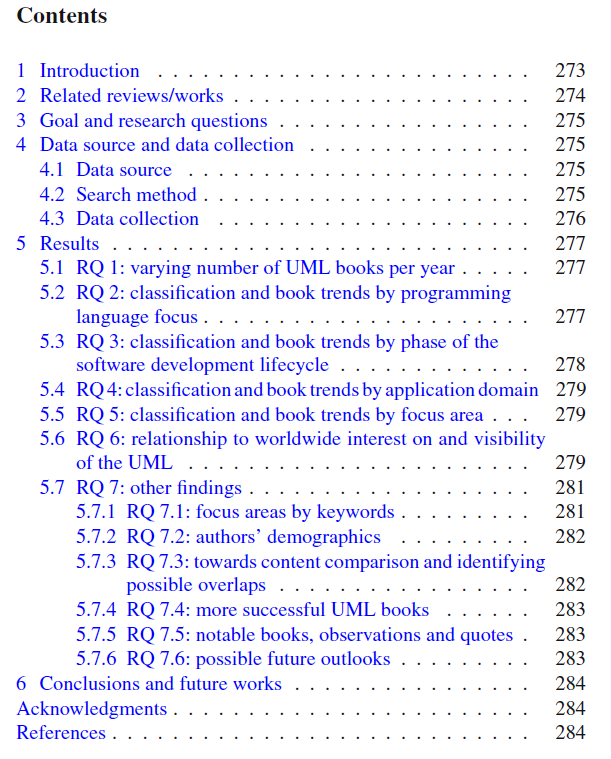 Contents
1 Introduction . . . . . . . . . . . . . . . . . . . . . . . . . 273
2 Related reviews/works . . . . . . . . . . . . . . . . . . . . 274
3 Goal and research questions . . . . . . . . . . . . . . . . . 275
4 Data source and data collection . . . . . . . . . . . . . . . 275
4.1 Data source . . . . . . . . . . . . . . . . . . . . . . . 275
4.2 Search method . . . . . . . . . . . . . . . . . . . . . . 275
4.3 Data collection . . . . . . . . . . . . . . . . . . . . . 276
5 Results . . . . . . . . . . . . . . . . . . . . . . . . . . . . 277
5.1 RQ 1: varying number of UML books per year . . . . . 277
5.2 RQ 2: classification and book trends by programming
language focus . . . . . . . . . . . . . . . . . . . . . . 277
5.3 RQ 3: classification and book trends by phase of the
software development lifecycle . . . . . . . . . . . . . 278
5.4 RQ 4: classification and book trends by application domain 279
5.5 RQ 5: classification and book trends by focus area . . . 279
5.6 RQ 6: relationship to worldwide interest on and visibility
of the UML . . . . . . . . . . . . . . . . . . . . . . . 279
5.7 RQ 7: other findings . . . . . . . . . . . . . . . . . . . 281
5.7.1 RQ 7.1: focus areas by keywords . . . . . . . . . 281
5.7.2 RQ 7.2: authors’ demographics . . . . . . . . . 282
5.7.3 RQ 7.3: towards content comparison and identifying
possible overlaps . . . . . . . . . . . . . . . . . 282
5.7.4 RQ 7.4: more successful UML books . . . . . . 283
5.7.5 RQ 7.5: notable books, observations and quotes . 283
5.7.6 RQ 7.6: possible future outlooks . . . . . . . . . 283
6 Conclusions and future works . . . . . . . . . . . . . . . . 284
Acknowledgments . . . . . . . . . . . . . . . . . . . . . . . . 284
References . . . . . . . . . . . . . . . . . . . . . . . . . . . . 284